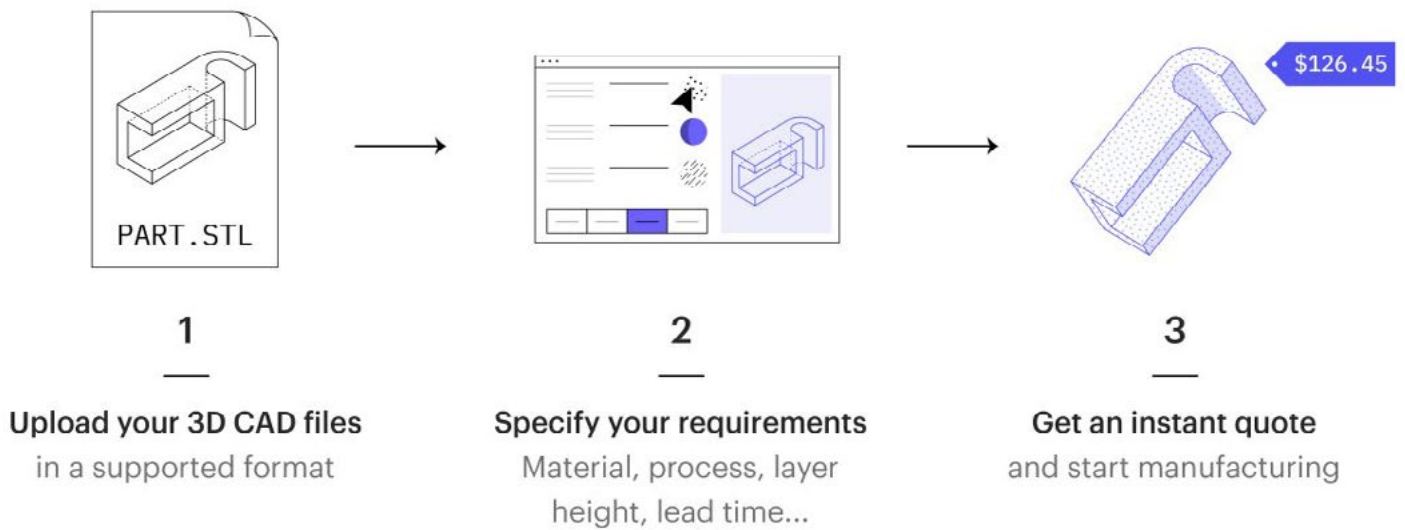 PART.STL
$126.45
1
Upload your 3D CAD files
in a supported format
2
Specify your requirements
Material, process, layer
height, lead time...
3
Get an instant quote
and start manufacturing